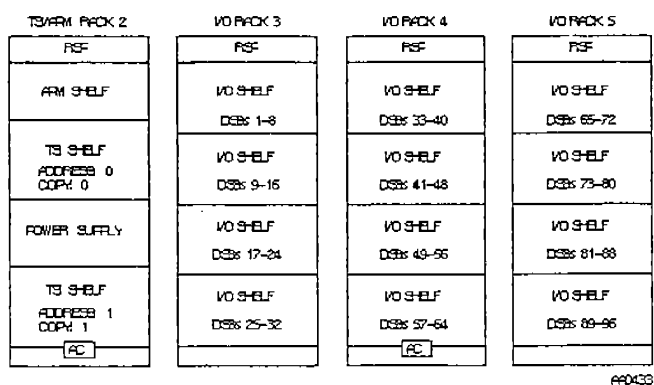 TS/ARM RACK 2
RSF
ARM SHELF
TS SHELF
ADDRESS 0
COPY 0
POWER SUPPLY
TS SHELF
ADDRESS 1
COPY 1
AC
I/O RACK 3
RSF
I/O SHELF
DSBs 1-8
I/O SHELF
DSBs 9-16
I/O SHELF
DSBs 17-24
I/O SHELF
DSBs 25-32
I/O RACK 4
RSF
I/O SHELF
DSBs 33-40
I/O SHELF
DSBs 41-48
I/O SHELF
DSBs 49-56
I/O SHELF
DSBs 57-64
AC
I/O RACK 5
RSF
I/O SHELF
DSBs 65-72
I/O SHELF
DSBs 73-80
I/O SHELF
DSBs 81-88
I/O SHELF
DSBs 89-96
AA0433